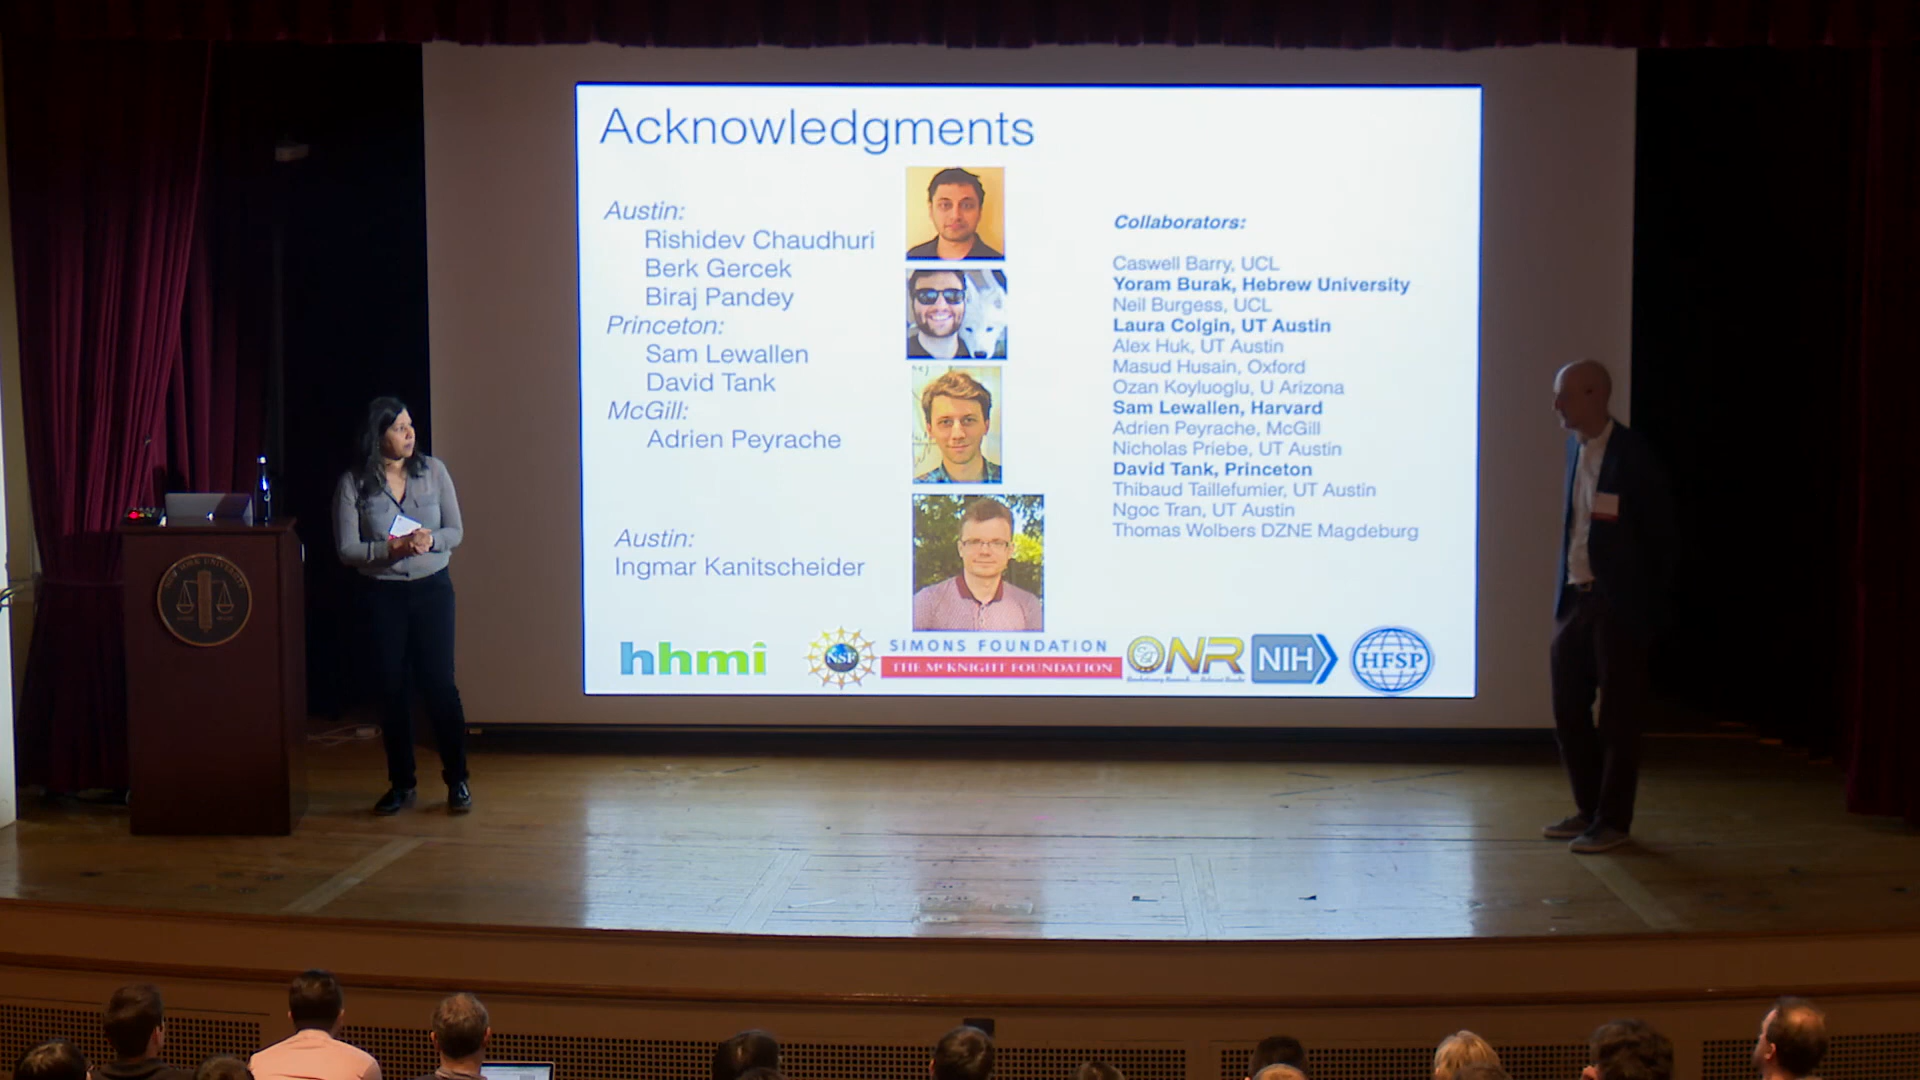 Acknowledgments
Austin:
Rishidev Chaudhuri
Berk Gercek
Biraj Pandey
Princeton:
Sam Lewallen
David Tank
McGill:
Adrien Peyrache
Austin:
Ingmar Kanitscheider
Collaborators:
Caswell Barry, UCL
Yoram Burak, Hebrew University
Neil Burgess, UCL
Laura Colgin, UT Austin
Alex Huk, UT Austin
Masud Husain, Oxford
Ozan Koyluoglu, U Arizona
Sam Lewallen, Harvard
Adrien Peyrache, McGill
Nicholas Priebe, UT Austin
David Tank, Princeton
Thibaud Taillefumier, UT Austin
Ngoc Tran, UT Austin
Thomas Wolbers DZNE Magdeburg
hhmi
NSF
SIMONS FOUNDATION
THE McKNIGHT FOUNDATION
ONR
NIH
HFSP
NEW YORK UNIVERSITY